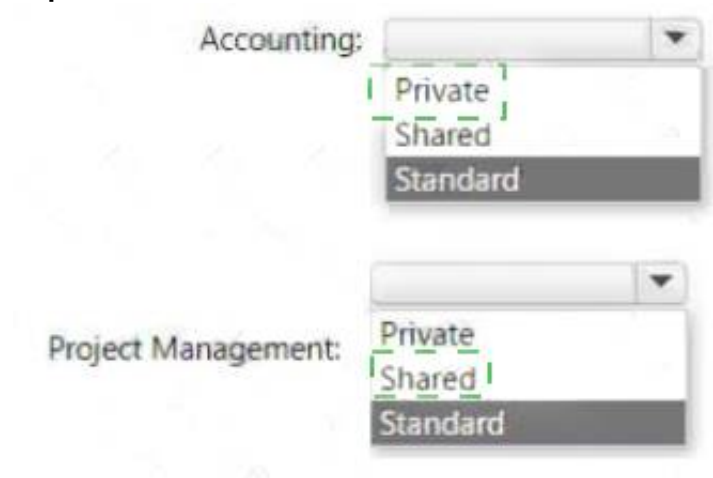 Accounting:
Private
Shared
Standard
Project Management:
Private
Shared
Standard